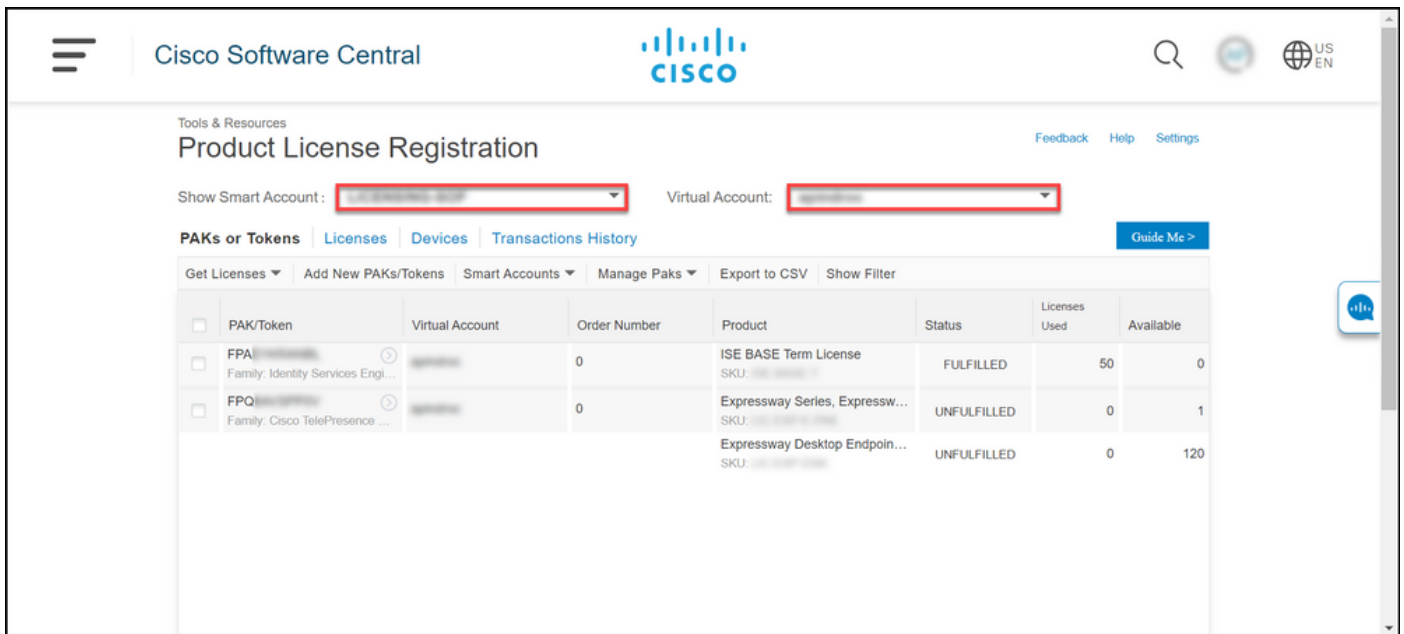 Cisco Software Central
CISCO
US
EN
Tools & Resources
Product License Registration
Feedback Help Settings
Show Smart Account :
Virtual Account:
PAKs or Tokens Licenses Devices Transactions History
Guide Me >
Get Licenses Add New PAKs/Tokens Smart Accounts Manage Paks Export to CSV Show Filter
PAK/Token Virtual Account Order Number Product Status Licenses Used Available
FPA 0 ISE BASE Term License FULFILLED 50 0
Family: Identity Services Engi... SKU:
FPQ 0 Expressway Series, Expressw... UNFULFILLED 0 1
Family: Cisco TelePresence ... SKU:
Expressway Desktop Endpoin... UNFULFILLED 0 120
SKU: